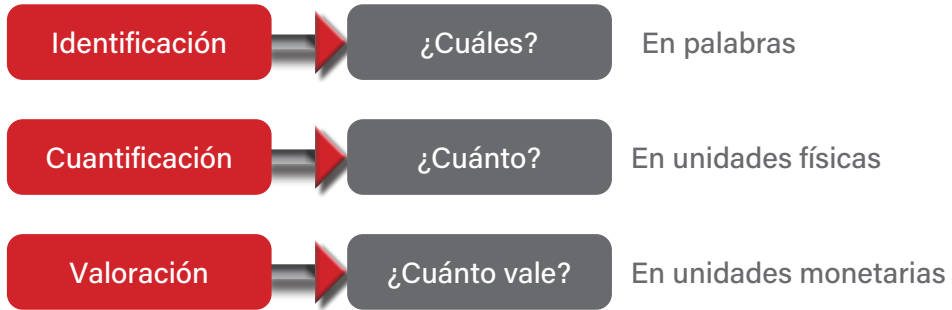 Identificación ¿Cuáles? En palabras
Cuantificación ¿Cuánto? En unidades físicas
Valoración ¿Cuánto vale? En unidades monetarias